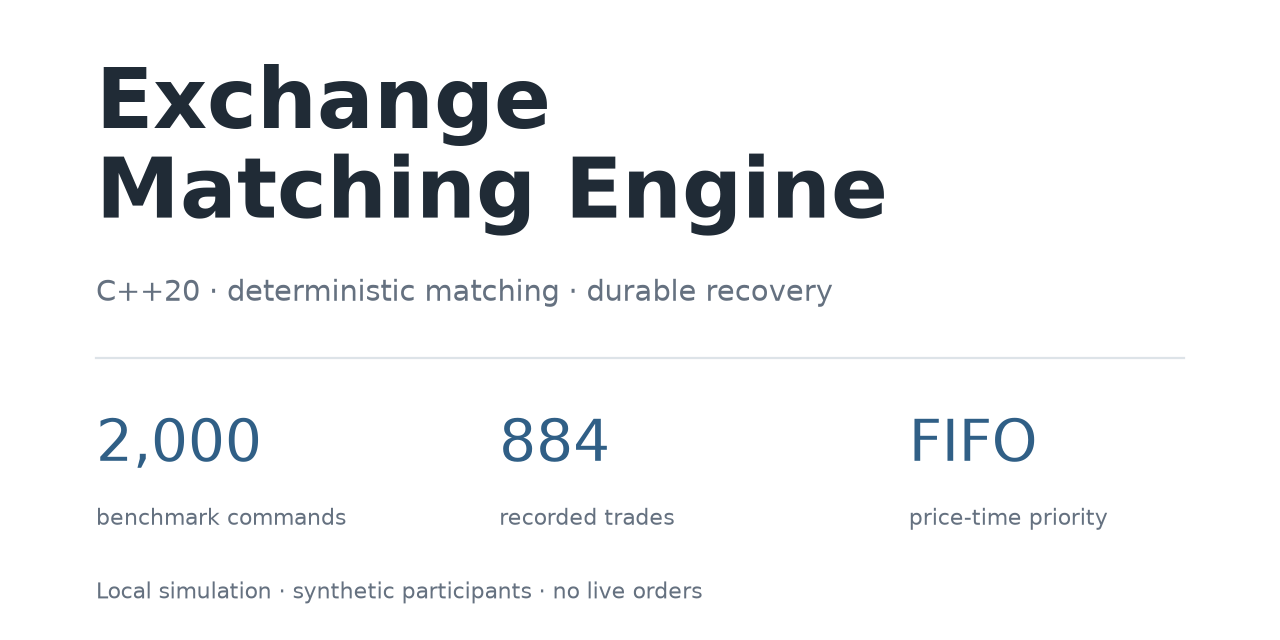 Exchange
Matching Engine
C++20 · deterministic matching · durable recovery
2,000
884
FIFO
benchmark commands
recorded trades
price-time priority
Local simulation · synthetic participants · no live orders